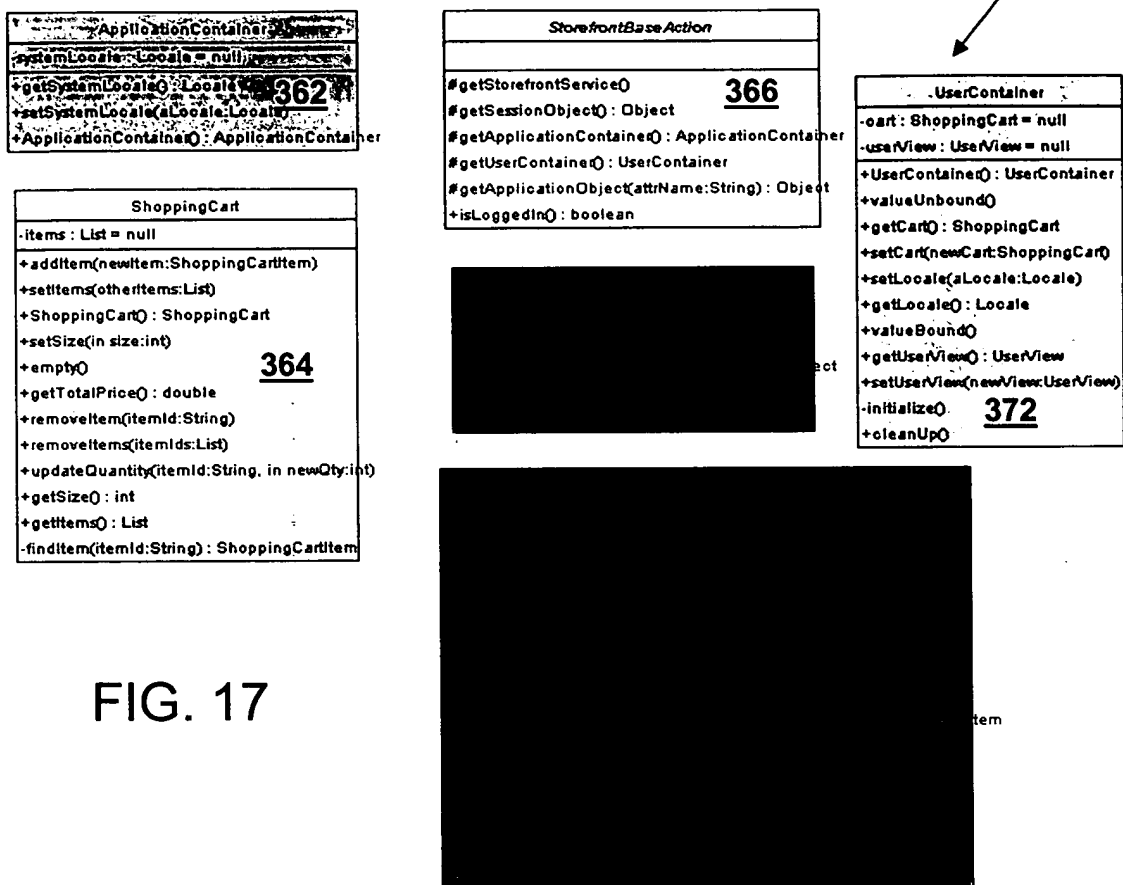 ApplicationContainer
-systemLocale : Locale = null
+getSystemLocale() : Locale
362
+setSystemLocale(aLocale:Locale)
+ApplicationContainer() : ApplicationContainer
StorefrontBaseAction
#getStorefrontService()
366
#getSessionObject() : Object
#getApplicationContainer() : ApplicationContainer
#getUserContainer() : UserContainer
#getApplicationObject(attrName:String) : Object
+isLoggedIn() : boolean
UserContainer
-cart : ShoppingCart = null
-userView : UserView = null
+UserContainer() : UserContainer
+valueUnbound()
+getCart() : ShoppingCart
+setCart(newCart:ShoppingCart)
+setLocale(aLocale:Locale)
+getLocale() : Locale
+valueBound()
+getUserView() : UserView
+setUserView(newView:UserView)
-initialize()
372
+cleanUp()
ShoppingCart
-items : List = null
+addItem(newItem:ShoppingCartItem)
+setItems(otherItems:List)
+ShoppingCart() : ShoppingCart
+setSize(in size:int)
+empty()
364
+getTotalPrice() : double
+removeItem(itemId:String)
+removeItems(itemIds:List)
+updateQuantity(itemId:String, in newQty:int)
+getSize() : int
+getItems() : List
-findItem(itemId:String) : ShoppingCartItem
ect
tem
FIG. 17